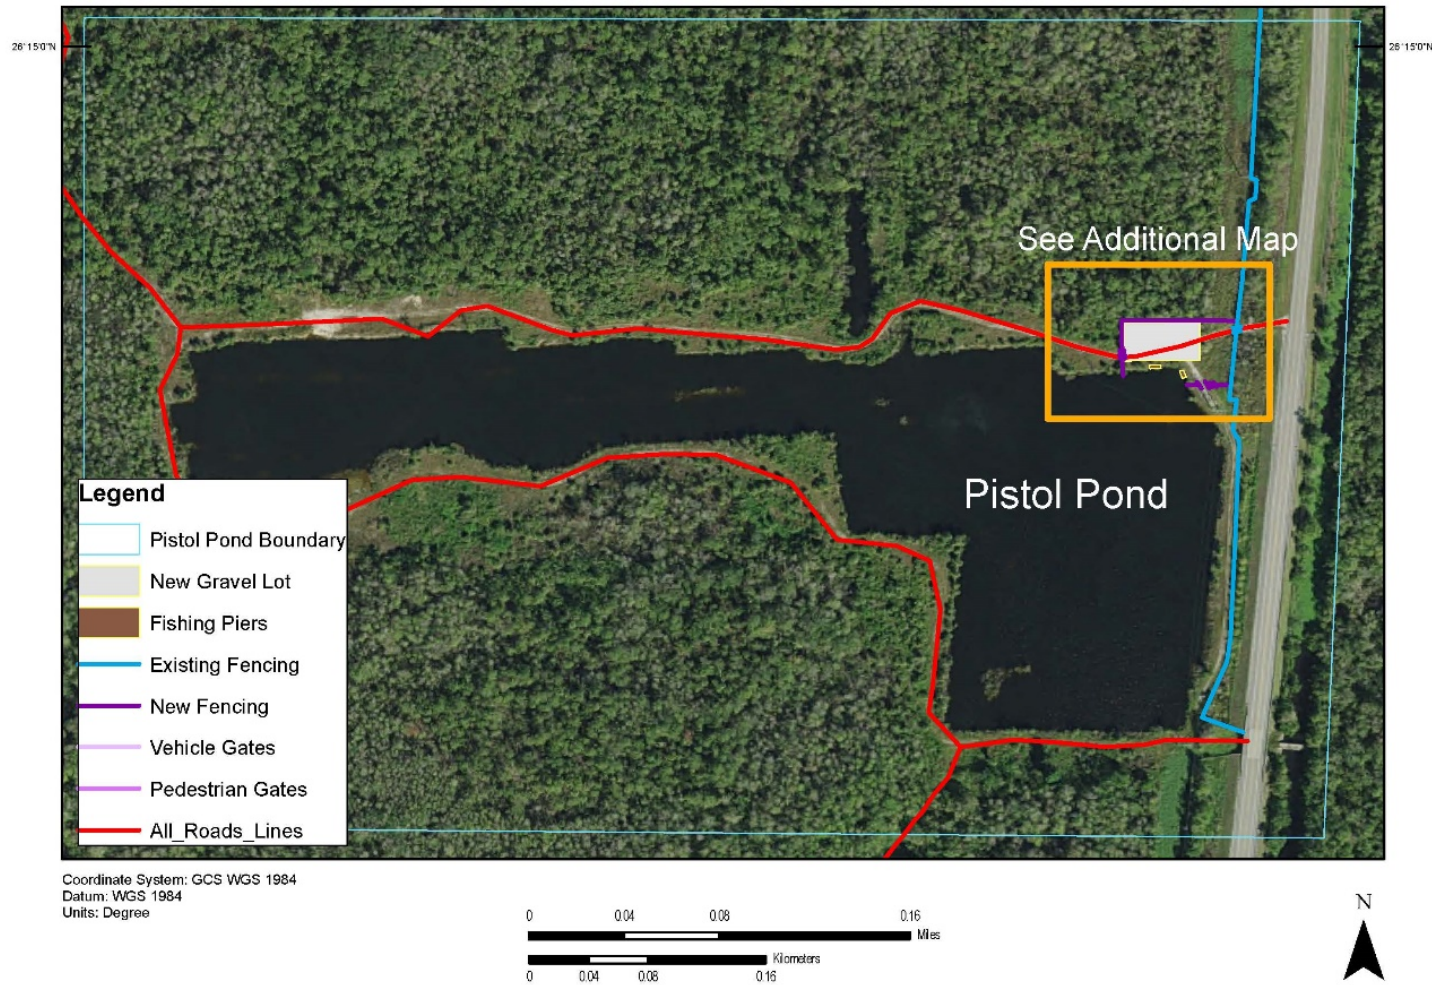 26°15'0"N
26°15'0"N
See Additional Map
Pistol Pond
Legend
Pistol Pond Boundary
New Gravel Lot
Fishing Piers
Existing Fencing
New Fencing
Vehicle Gates
Pedestrian Gates
All_Roads_Lines
Coordinate System: GCS WGS 1984
Datum: WGS 1984
Units: Degree
0 0.04 0.08 0.16
Miles
Kilometers
0 0.04 0.08 0.16
N